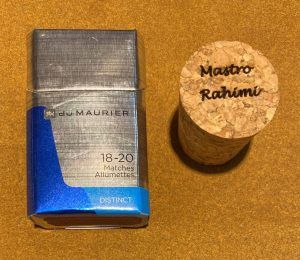 du MAURIER
18-20
Matches
Allumettes
DISTINCT
Mastro
Rahimi